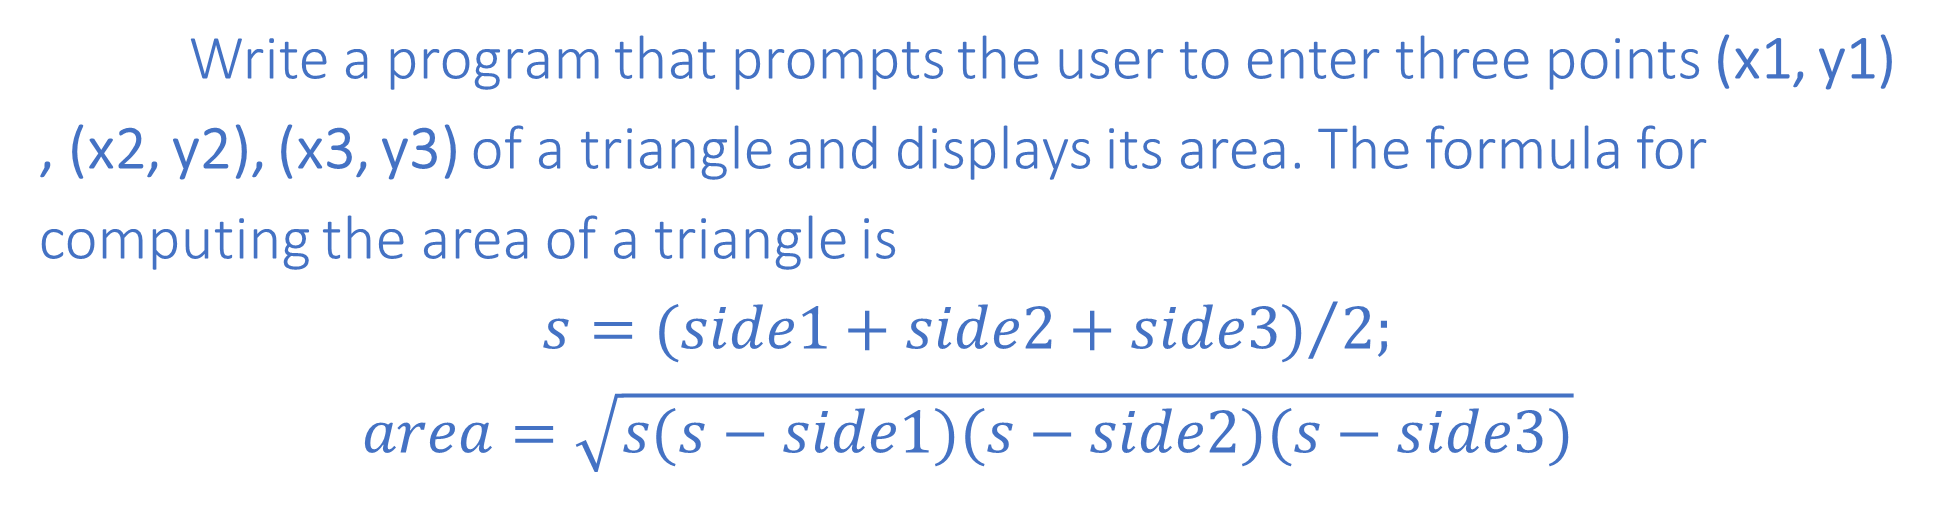 Write a program that prompts the user to enter three points (x1, y1)
, (x2, y2), (x3, y3) of a triangle and displays its area. The formula for
computing the area of a triangle is
s = (side1 + side2 + side3)/2;
area = √s(s − side1)(s − side2)(s − side3)